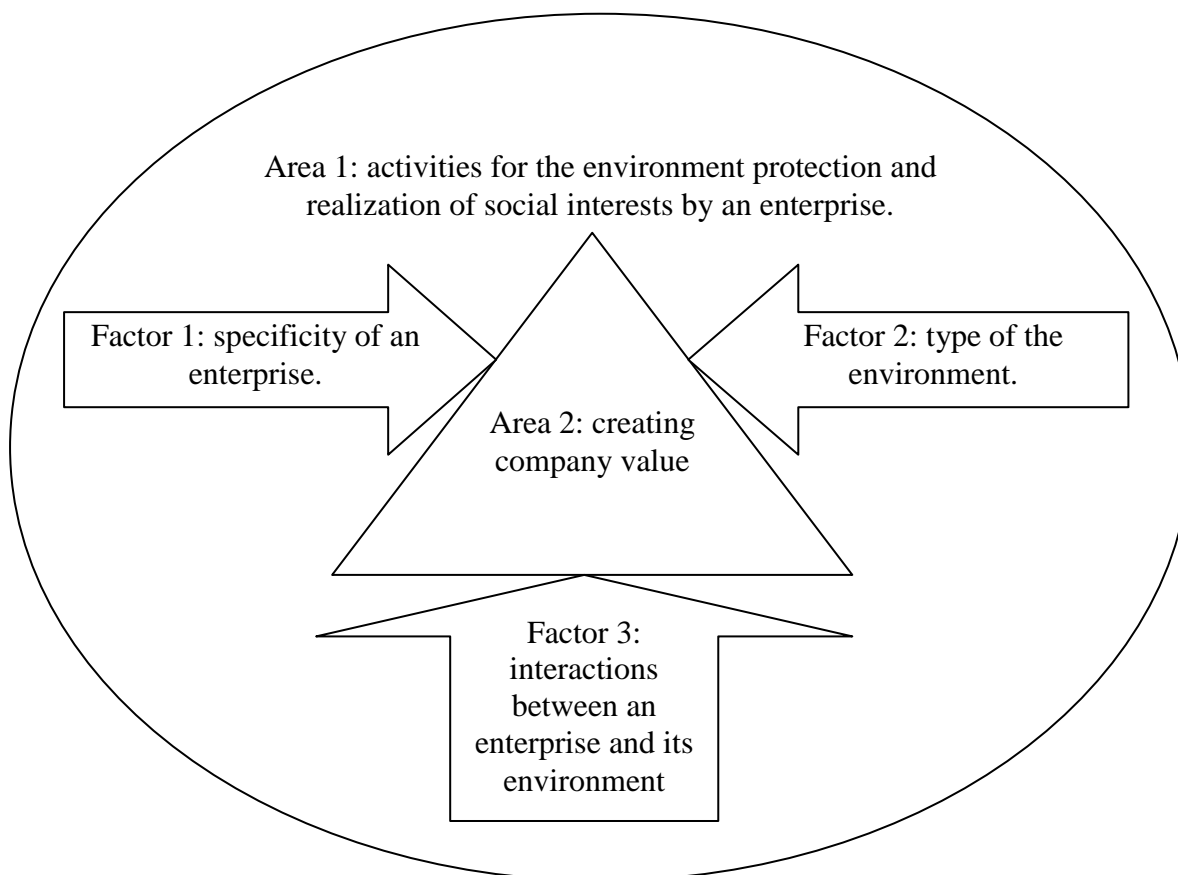 Area 1: activities for the environment protection and
realization of social interests by an enterprise.
Factor 1: specificity of an
enterprise.
Factor 2: type of the
environment.
Area 2: creating
company value
Factor 3:
interactions
between an
enterprise and its
environment